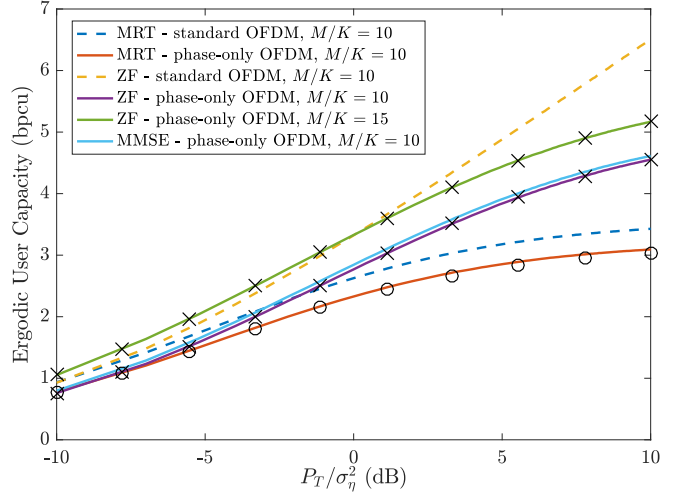 7
6
5
4
3
2
1
0
Ergodic User Capacity (bpcu)
MRT - standard OFDM, M/K = 10
MRT - phase-only OFDM, M/K = 10
ZF - standard OFDM, M/K = 10
ZF - phase-only OFDM, M/K = 10
ZF - phase-only OFDM, M/K = 15
MMSE - phase-only OFDM, M/K = 10
-10 -5 0 5 10
P_T/σ_η^2 (dB)